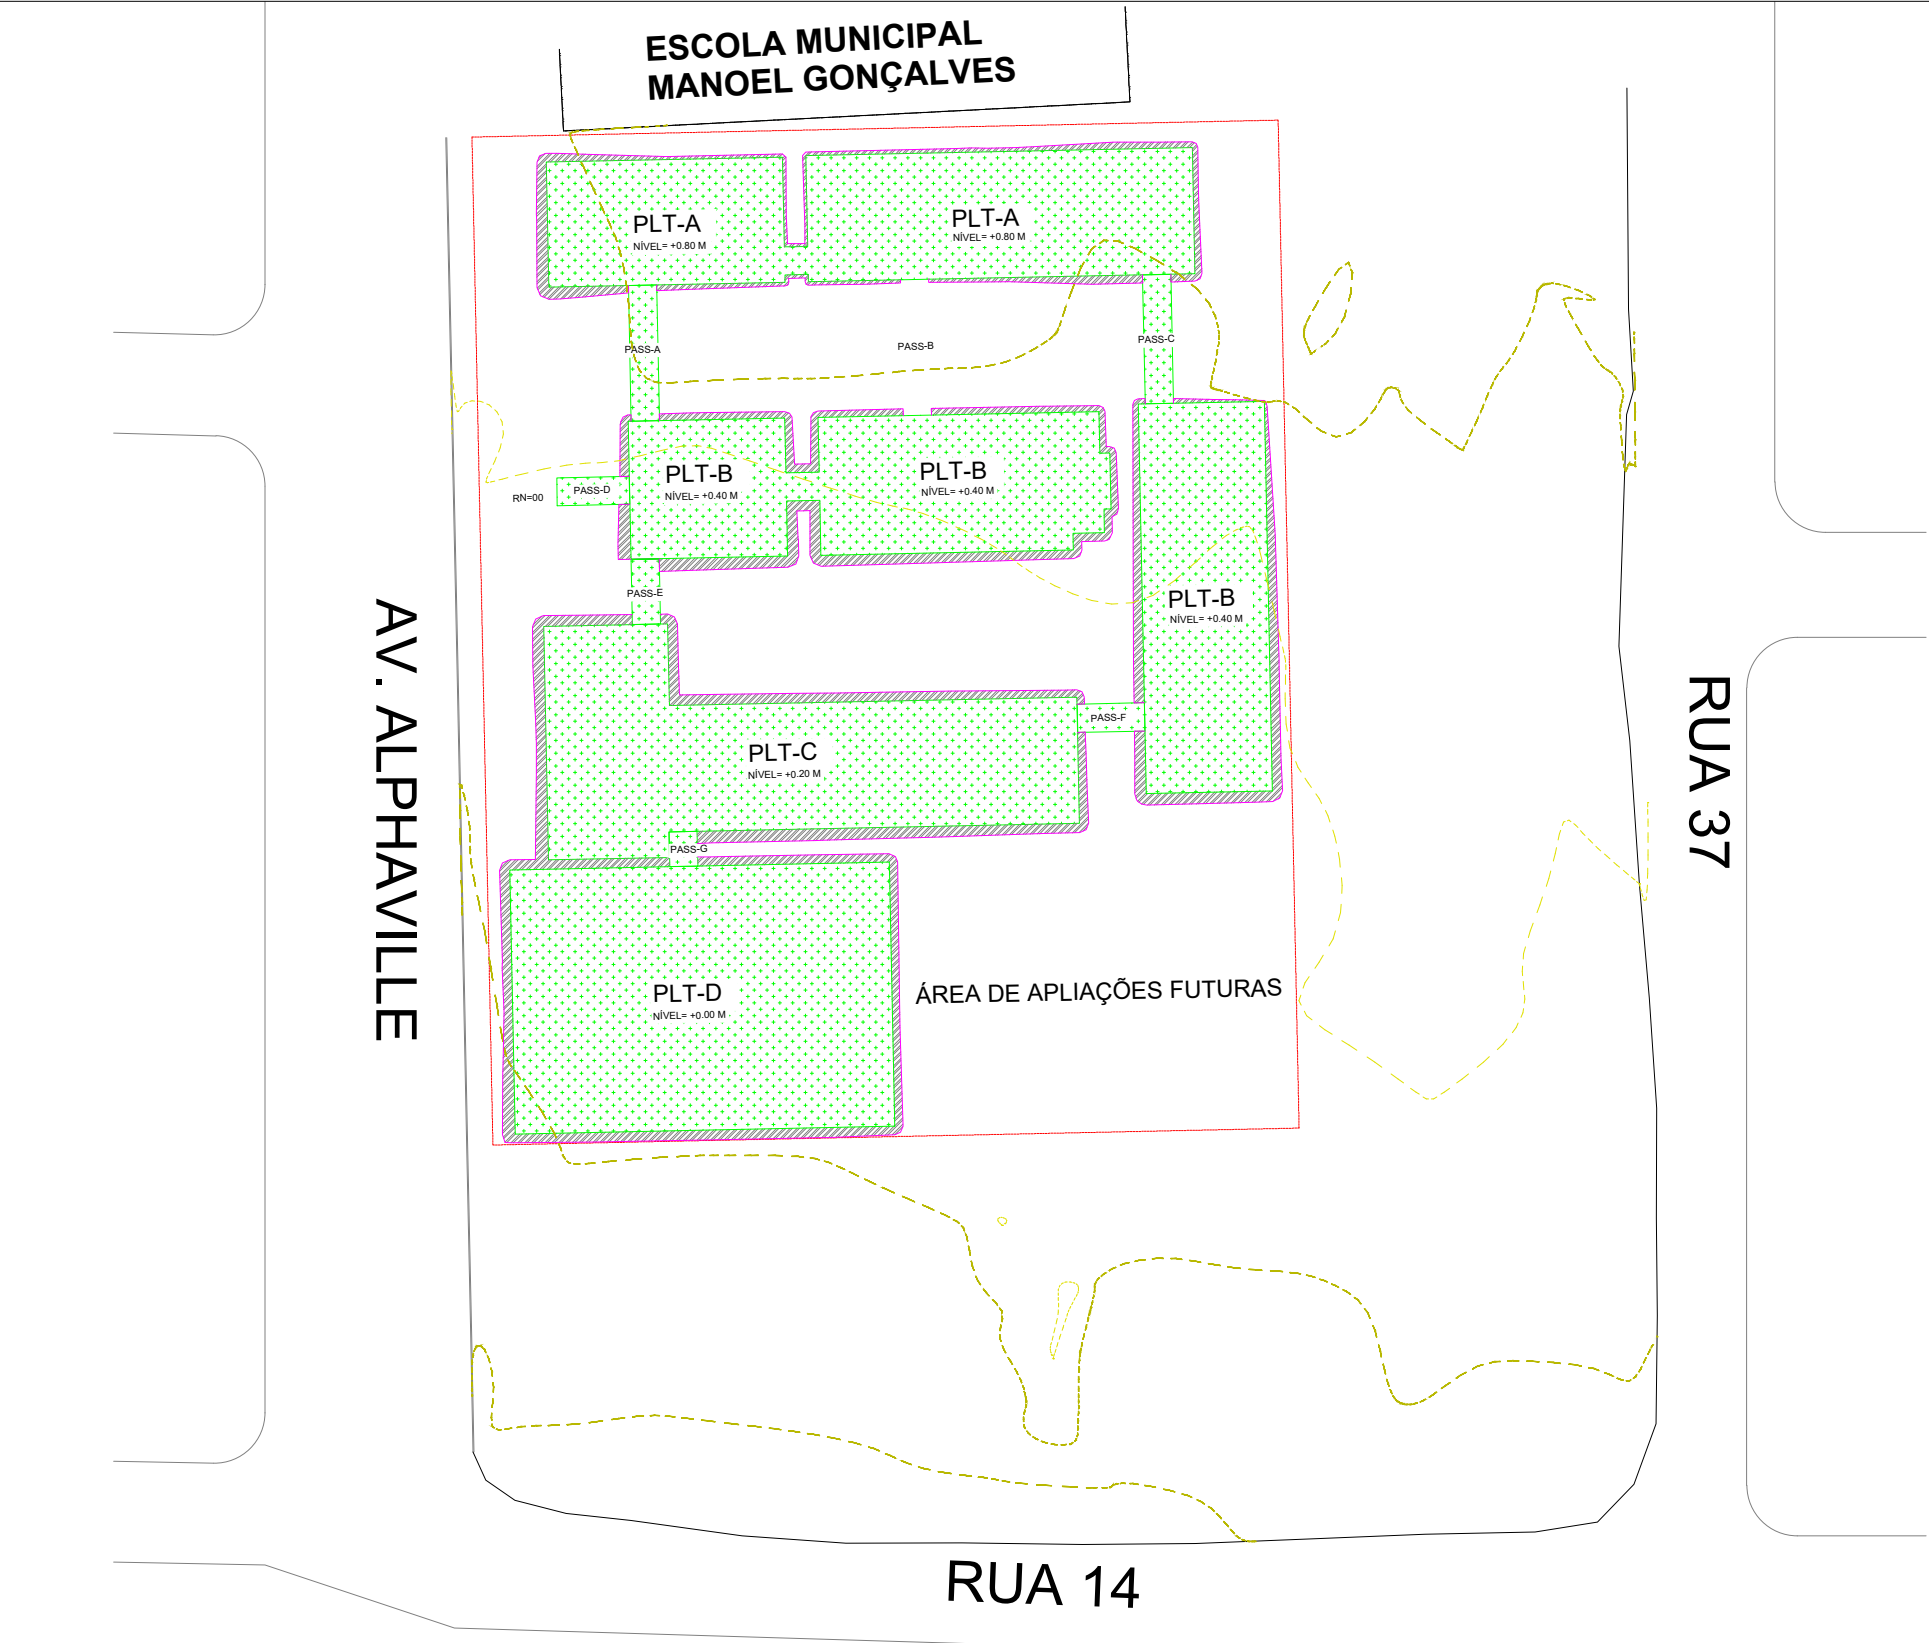 ESCOLA MUNICIPAL
MANOEL GONÇALVES
PLT-A
NÍVEL= +0.80 M
PLT-A
NÍVEL= +0.80 M
PASS-A
PASS-B
PASS-C
PLT-B
NÍVEL= +0.40 M
PLT-B
NÍVEL= +0.40 M
RN=00
PASS-D
PASS-E
PLT-B
NÍVEL= +0.40 M
PASS-F
PLT-C
NÍVEL= +0.20 M
PASS-G
PLT-D
NÍVEL= +0.00 M
ÁREA DE APLIAÇÕES FUTURAS
AV. ALPHAVILLE
RUA 37
RUA 14